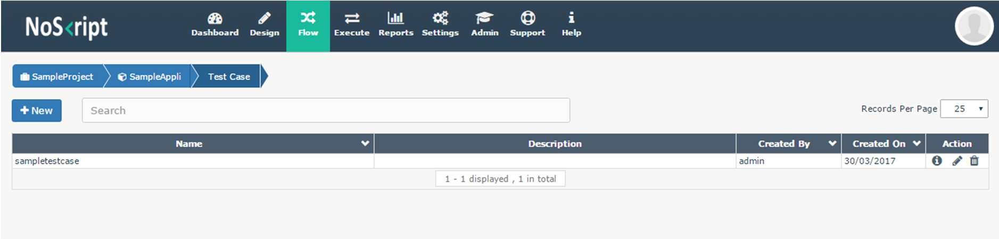 NoS<ript
Dashboard Design Flow Execute Reports Settings Admin Support Help
SampleProject SampleAppli Test Case
New Search Records Per Page 25
Name Description Created By Created On Action
sampletestcase admin 30/03/2017
1 - 1 displayed , 1 in total